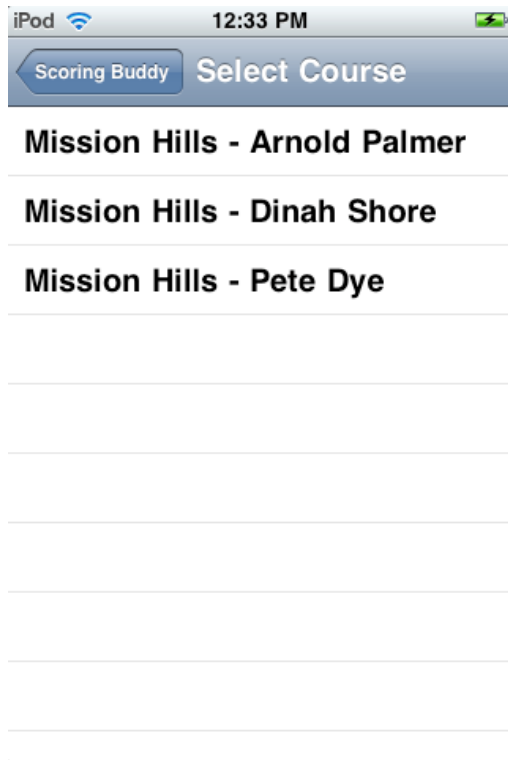 iPod 12:33 PM
Scoring Buddy Select Course
Mission Hills - Arnold Palmer
Mission Hills - Dinah Shore
Mission Hills - Pete Dye